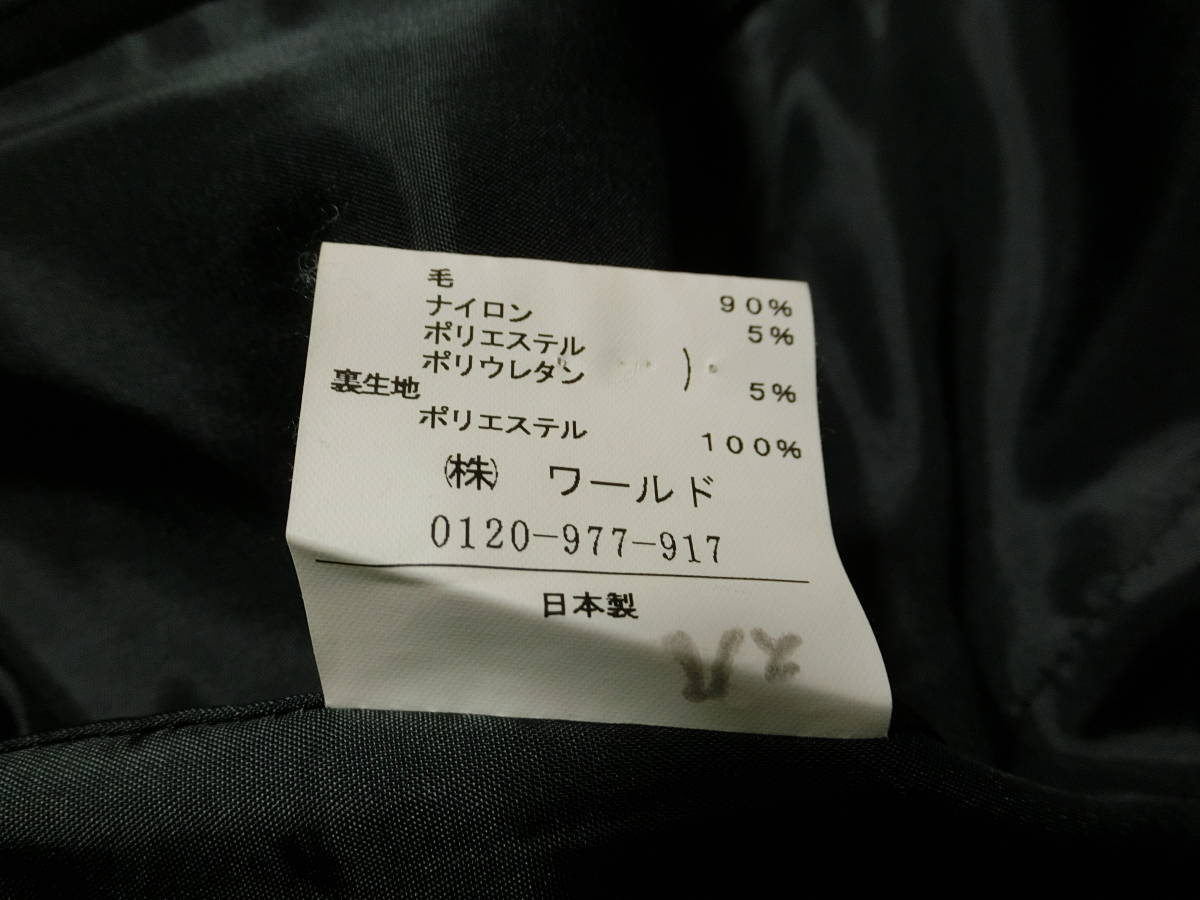 毛 90%
ナイロン 5%
ポリエステル
ポリウレタン ) 5%
裏生地
ポリエステル 100%
㈱ ワールド
0120-977-917
日本製